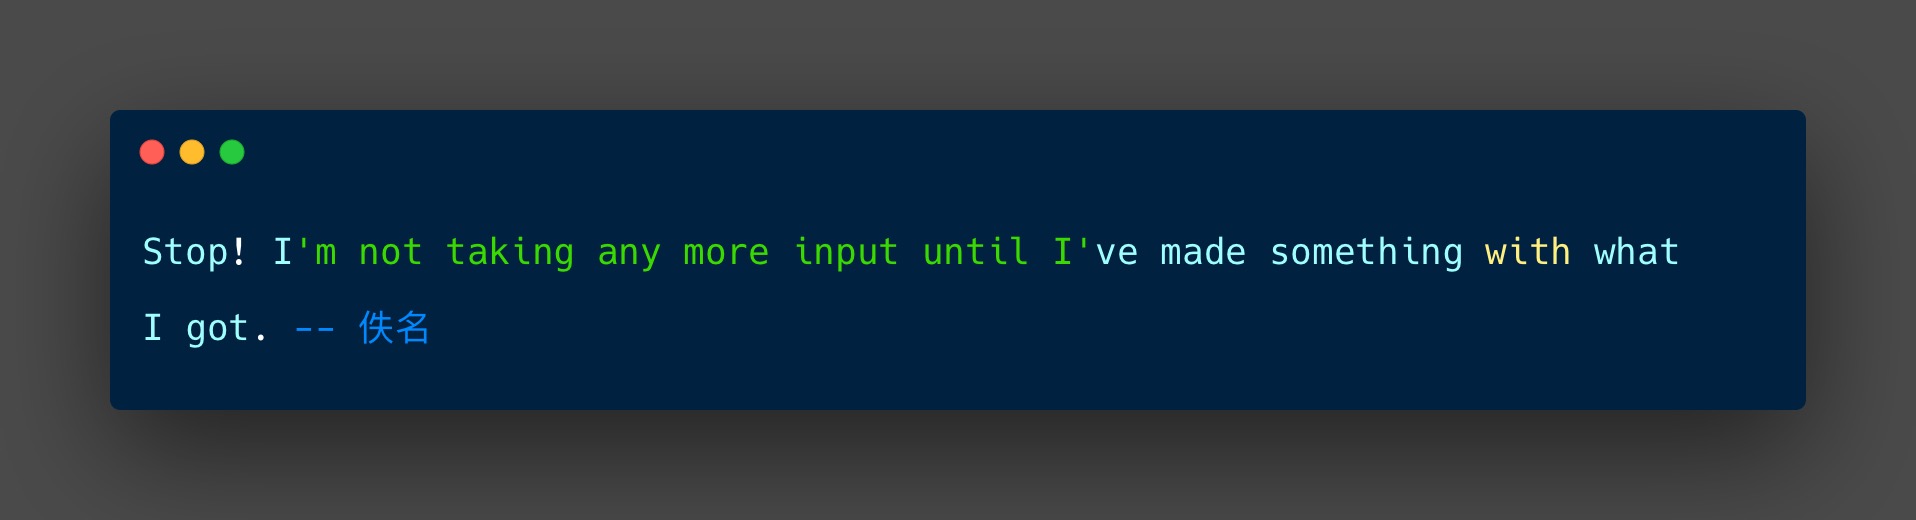 Stop! I'm not taking any more input until I've made something with what
I got. -- 佚名